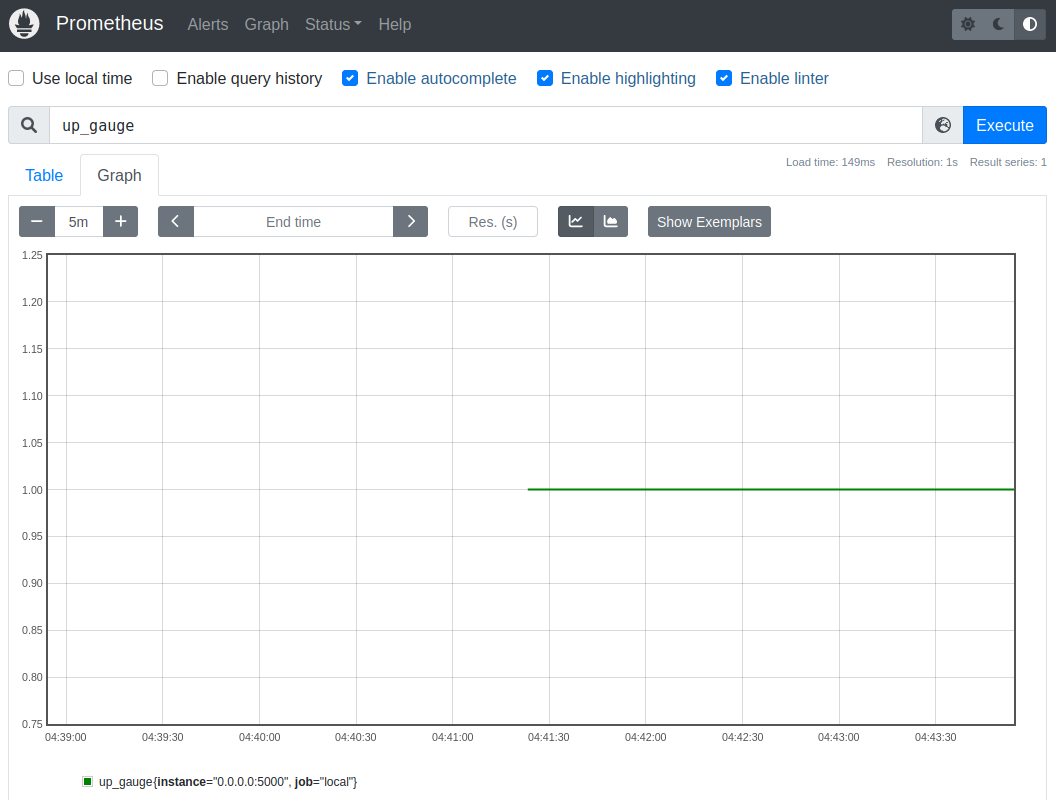 Prometheus Alerts Graph Status Help
Use local time Enable query history Enable autocomplete Enable highlighting Enable linter
up_gauge Execute
Load time: 149ms Resolution: 1s Result series: 1
Table Graph
5m End time Res. (s) Show Exemplars
1.25
1.20
1.15
1.10
1.05
1.00
0.95
0.90
0.85
0.80
0.75
04:39:00 04:39:30 04:40:00 04:40:30 04:41:00 04:41:30 04:42:00 04:42:30 04:43:00 04:43:30
up_gauge{instance="0.0.0.0:5000", job="local"}